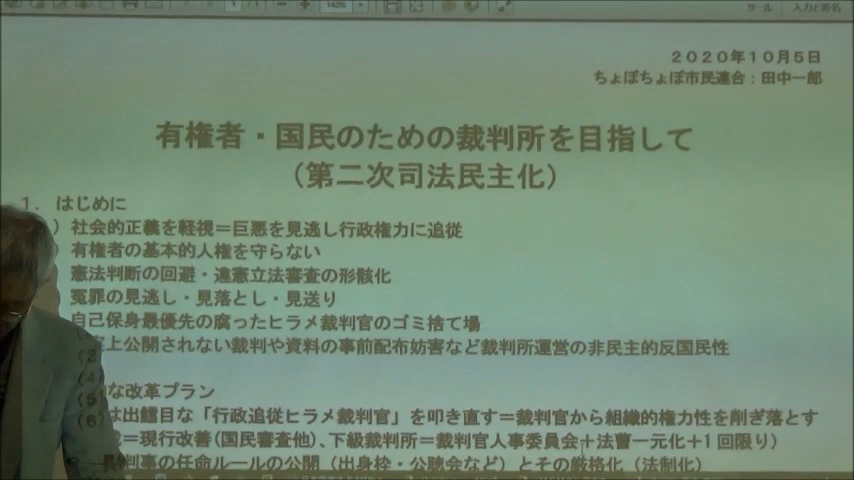 1
142%
ツール
入力と署名
2020年10月5日
ちょぼちょぼ市民連合:田中一郎
有権者・国民のための裁判所を目指して
(第二次司法民主化)
1. はじめに
)社会的正義を軽視=巨悪を見逃し行政権力に追従
)有権者の基本的人権を守らない
憲法判断の回避・違憲立法審査の形骸化
冤罪の見逃し・見落とし・見送り
自己保身最優先の腐ったヒラメ裁判官のゴミ捨て場
上公開されない裁判や資料の事前配布妨害など裁判所運営の非民主的反国民性
な改革プラン
は出鱈目な「行政追従ヒラメ裁判官」を叩き直す=裁判官から組織的権力性を削ぎ落とす
=現行改善(国民審査他)、下級裁判所=裁判官人事委員会+法曹一元化+1回限り)
判事の任命ルールの公開(出身枠・公聴会など)とその厳格化(法制化)
(3
(4
(5)
(6)